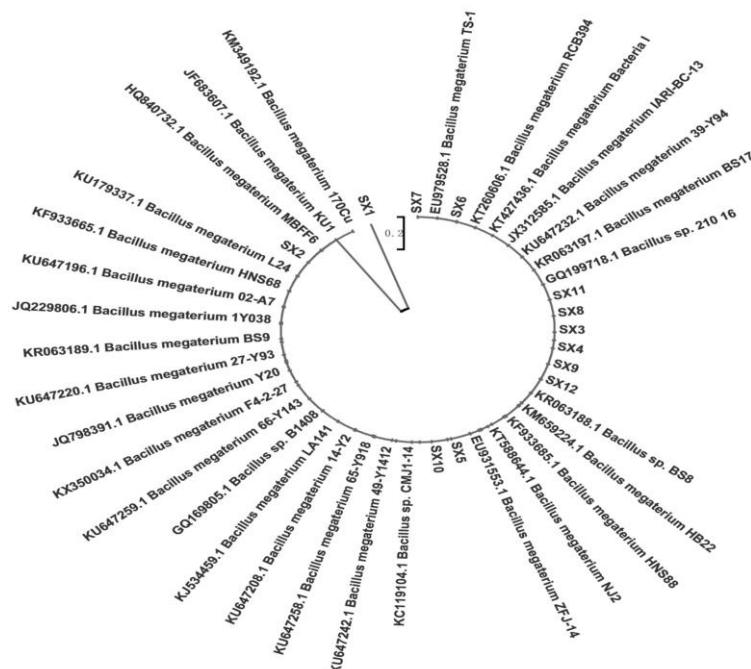 SX7
EU979528.1 Bacillus megaterium TS-1
SX6
KT260606.1 Bacillus megaterium RCB394
KT427436.1 Bacillus megaterium Bacteria I
JX312585.1 Bacillus megaterium IARI-BC-13
KU647232.1 Bacillus megaterium 39-Y94
KR063197.1 Bacillus megaterium BS17
GQ199718.1 Bacillus sp. 210 16
SX11
SX8
SX3
SX4
SX9
SX12
KR063188.1 Bacillus sp. BS8
KM659224.1 Bacillus megaterium HB22
KF933685.1 Bacillus megaterium HNS88
KT588644.1 Bacillus megaterium NJ2
EU931553.1 Bacillus megaterium ZFJ-14
SX5
SX10
KC119104.1 Bacillus sp. CMJ1-14
KU647242.1 Bacillus megaterium 49-Y1412
KU647258.1 Bacillus megaterium 65-Y918
KU647208.1 Bacillus megaterium 14-Y2
KJ534459.1 Bacillus megaterium LA141
GQ169805.1 Bacillus sp. B1408
KU647259.1 Bacillus megaterium 66-Y143
KX350034.1 Bacillus megaterium F4-2-27
JQ798391.1 Bacillus megaterium Y20
KU647220.1 Bacillus megaterium 27-Y93
KR063189.1 Bacillus megaterium BS9
JQ229806.1 Bacillus megaterium 1Y038
KU647196.1 Bacillus megaterium 02-A7
KF933665.1 Bacillus megaterium HNS68
KU179337.1 Bacillus megaterium L24
SX2
HQ840732.1 Bacillus megaterium MBFF6
JF683607.1 Bacillus megaterium KU1
KM349192.1 Bacillus megaterium 170Cu
SX1
0.2